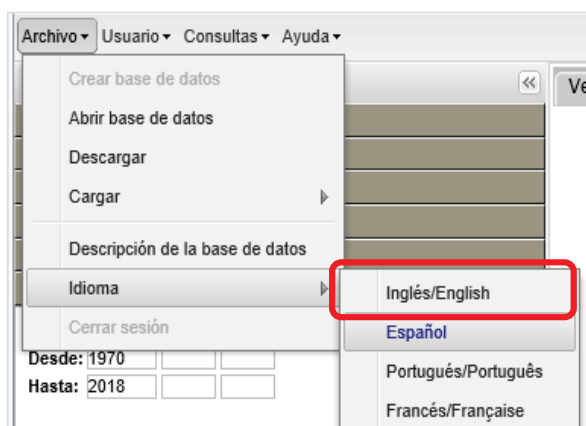 Archivo Usuario Consultas Ayuda
Crear base de datos
Ve
Abrir base de datos
Descargar
Cargar
Descripción de la base de datos
Idioma
Inglés/English
Cerrar sesión
Español
Desde: 1970
Portugués/Português
Hasta: 2018
Francés/Française